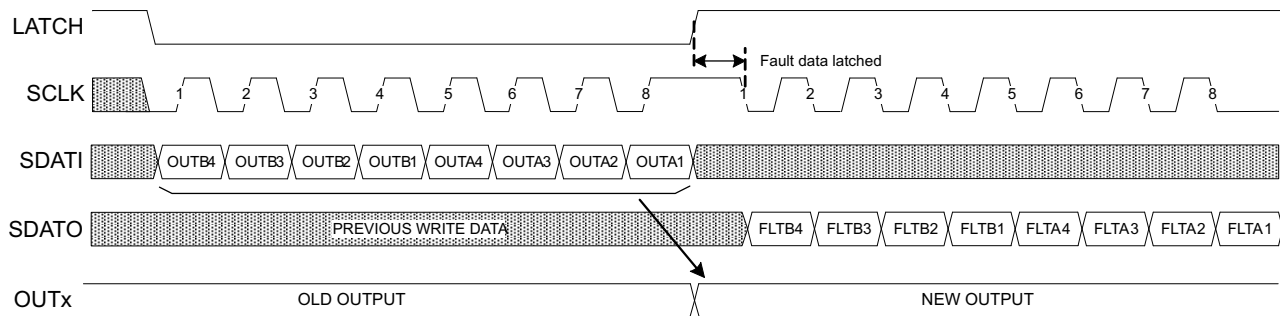 LATCH
Fault data latched
SCLK 1 2 3 4 5 6 7 8 1 2 3 4 5 6 7 8
SDATI OUTB4 OUTB3 OUTB2 OUTB1 OUTA4 OUTA3 OUTA2 OUTA1
SDATO PREVIOUS WRITE DATA FLTB4 FLTB3 FLTB2 FLTB1 FLTA4 FLTA3 FLTA2 FLTA1
OUTx OLD OUTPUT NEW OUTPUT